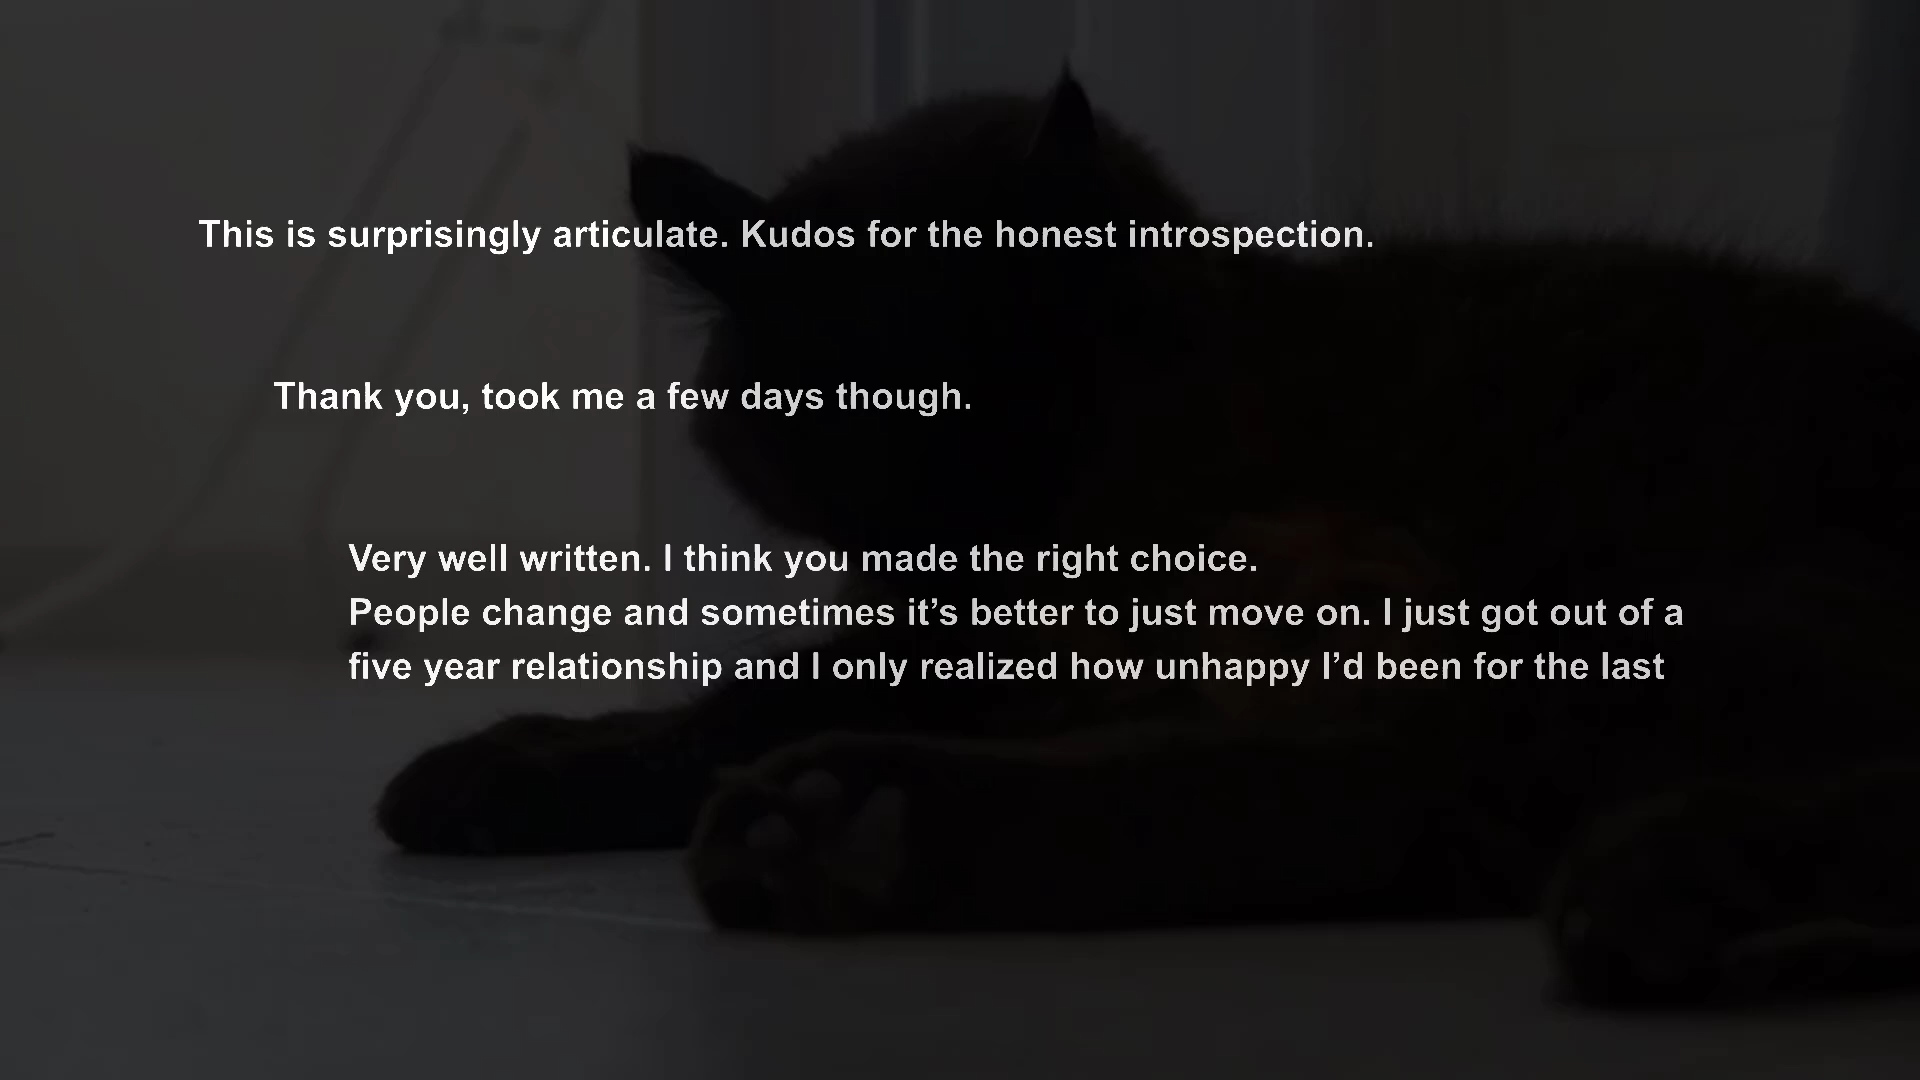 This is surprisingly articulate. Kudos for the honest introspection.
Thank you, took me a few days though.
Very well written. I think you made the right choice.
People change and sometimes it’s better to just move on. I just got out of a
five year relationship and I only realized how unhappy I’d been for the last